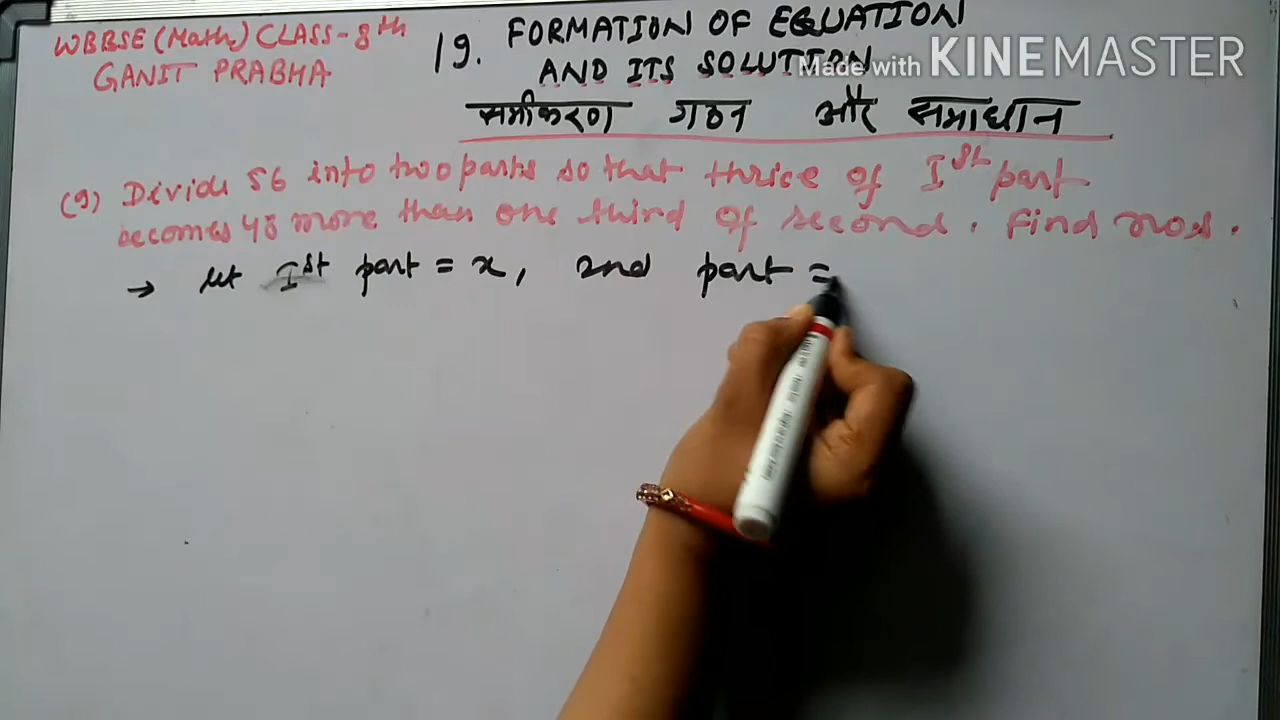 WBBSE (Math) CLASS-8th
GANIT PRABHA
19. FORMATION OF EQUATION
AND ITS SOLUTION
Made with KINEMASTER
समीकरण गठन और समाधान
(9) Divide 56 into two parts so that thrice of Ist part
becomes 48 more than one third of second. Find nos.
→ let Ist part = x, 2nd part =